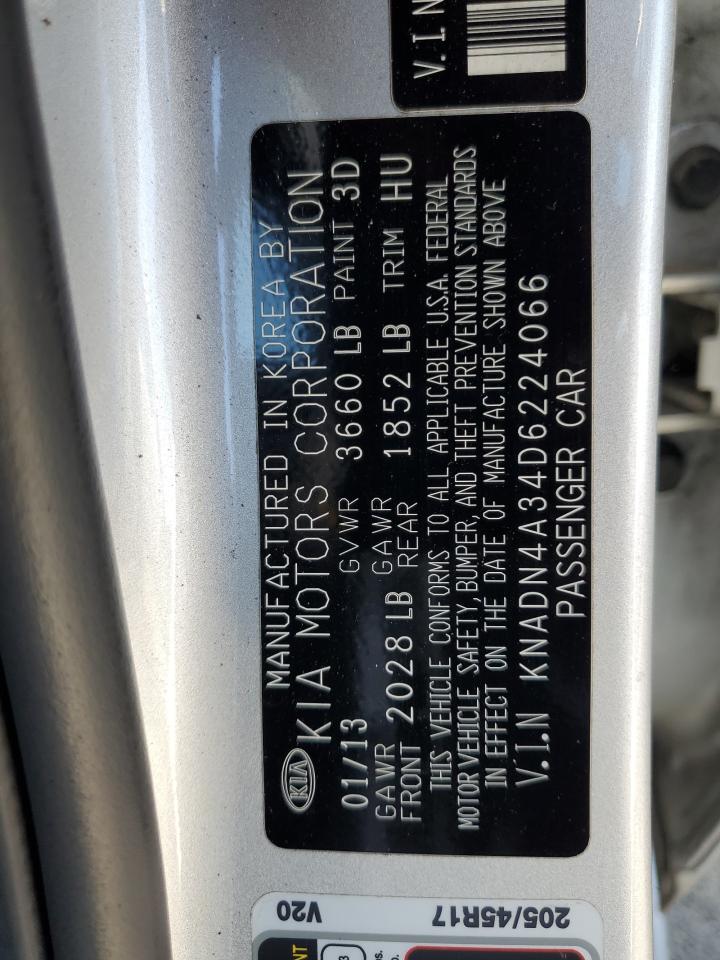 V.I.N
KIA
MANUFACTURED IN KOREA BY
KIA MOTORS CORPORATION
01/13 GVWR 3660 LB PAINT 3D
GAWR FRONT 2028 LB GAWR REAR 1852 LB TRIM HU
THIS VEHICLE CONFORMS TO ALL APPLICABLE U.S.A. FEDERAL
MOTOR VEHICLE SAFETY, BUMPER, AND THEFT PREVENTION STANDARDS
IN EFFECT ON THE DATE OF MANUFACTURE SHOWN ABOVE
V.I.N KNADN4A34D6224066
PASSENGER CAR
V20
205/45R17